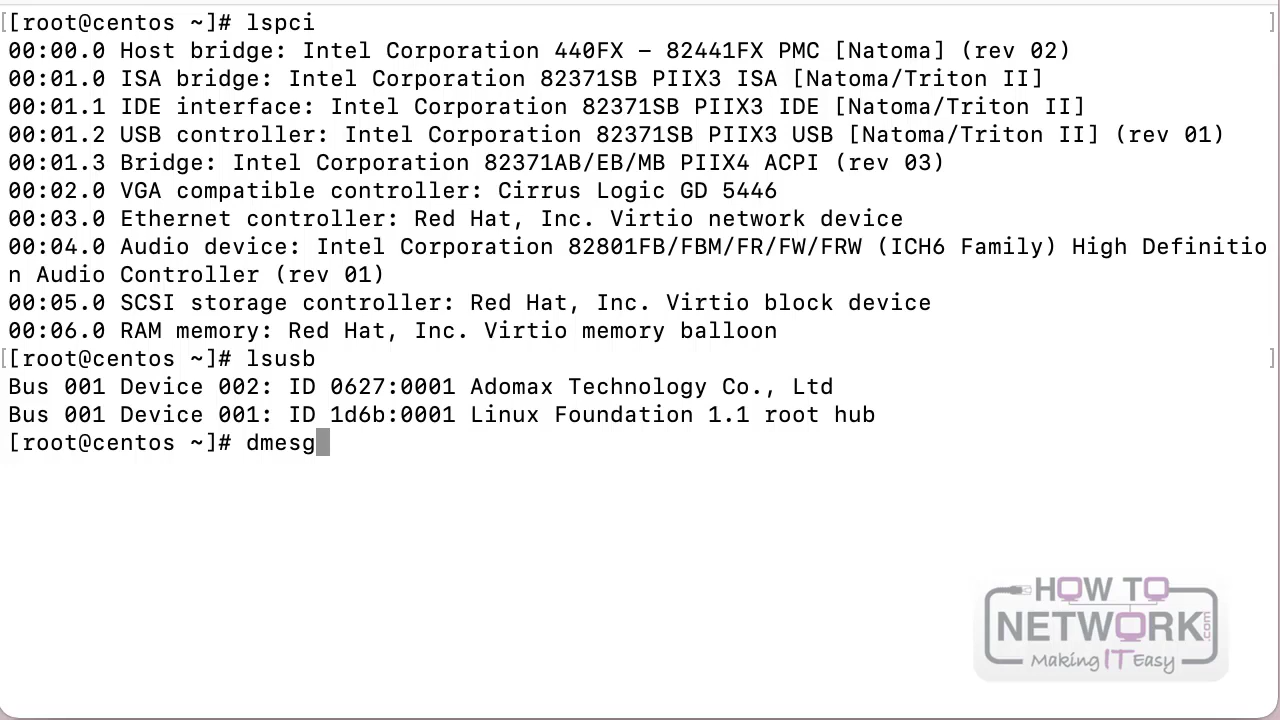 [[root@centos ~]# lspci ]
00:00.0 Host bridge: Intel Corporation 440FX - 82441FX PMC [Natoma] (rev 02)
00:01.0 ISA bridge: Intel Corporation 82371SB PIIX3 ISA [Natoma/Triton II]
00:01.1 IDE interface: Intel Corporation 82371SB PIIX3 IDE [Natoma/Triton II]
00:01.2 USB controller: Intel Corporation 82371SB PIIX3 USB [Natoma/Triton II] (rev 01)
00:01.3 Bridge: Intel Corporation 82371AB/EB/MB PIIX4 ACPI (rev 03)
00:02.0 VGA compatible controller: Cirrus Logic GD 5446
00:03.0 Ethernet controller: Red Hat, Inc. Virtio network device
00:04.0 Audio device: Intel Corporation 82801FB/FBM/FR/FW/FRW (ICH6 Family) High Definitio
n Audio Controller (rev 01)
00:05.0 SCSI storage controller: Red Hat, Inc. Virtio block device
00:06.0 RAM memory: Red Hat, Inc. Virtio memory balloon
[[root@centos ~]# lsusb ]
Bus 001 Device 002: ID 0627:0001 Adomax Technology Co., Ltd
Bus 001 Device 001: ID 1d6b:0001 Linux Foundation 1.1 root hub
[root@centos ~]# dmesg
HOW TO
NETWORK.com
Making IT Easy